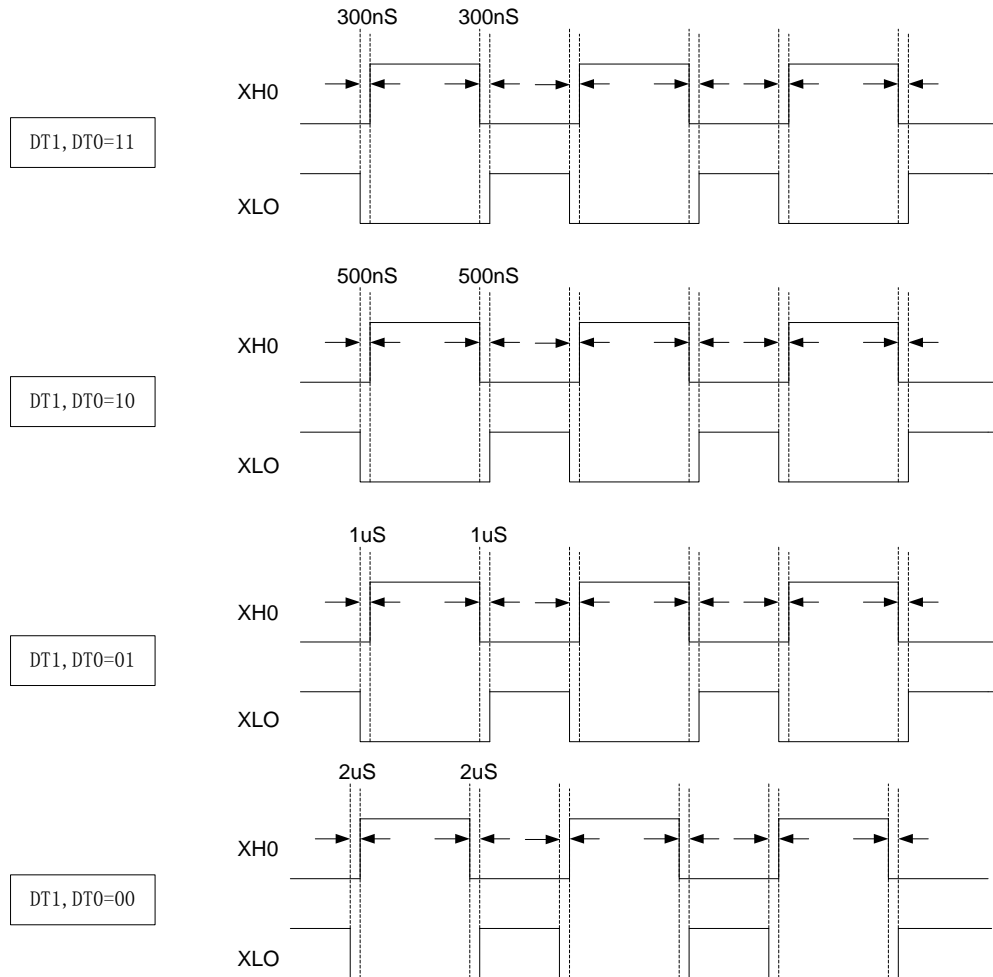 300nS 300nS
XH0
DT1, DT0=11
XLO
500nS 500nS
XH0
DT1, DT0=10
XLO
1uS 1uS
XH0
DT1, DT0=01
XLO
2uS 2uS
XH0
DT1, DT0=00
XLO